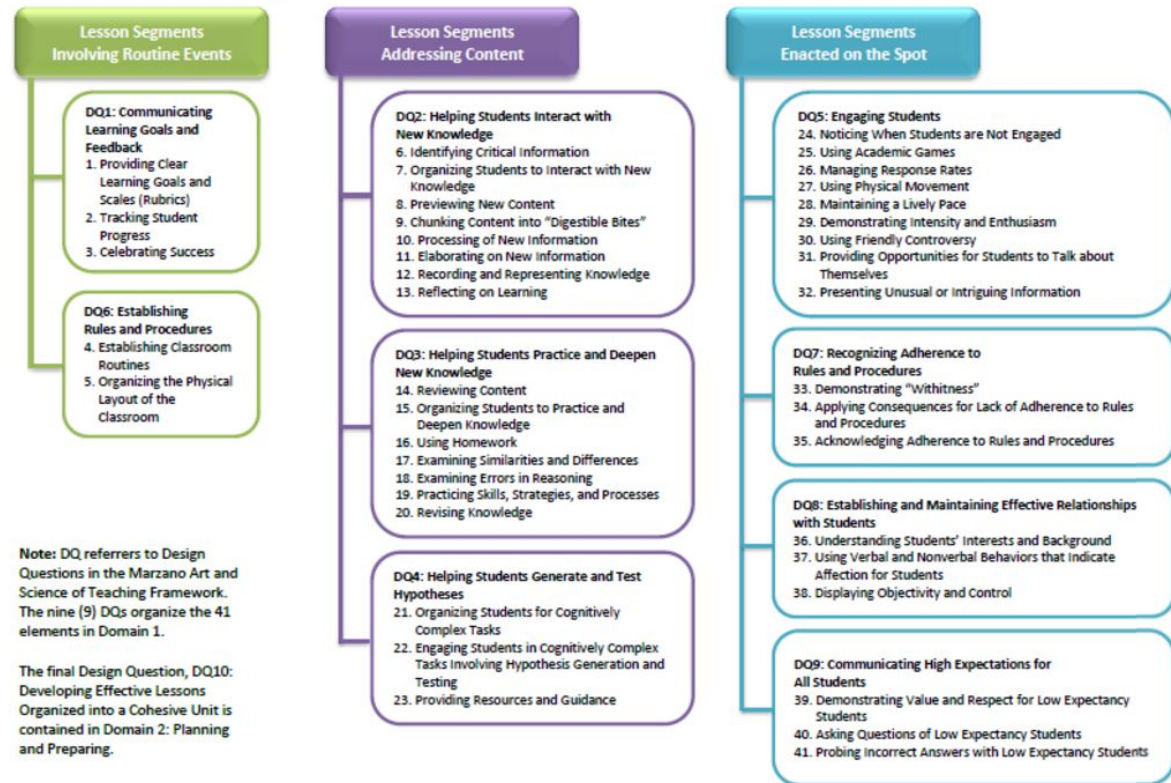 Lesson Segments
Involving Routine Events
DQ1: Communicating
Learning Goals and
Feedback
1. Providing Clear
Learning Goals and
Scales (Rubrics)
2. Tracking Student
Progress
3. Celebrating Success
DQ6: Establishing
Rules and Procedures
4. Establishing Classroom
Routines
5. Organizing the Physical
Layout of the
Classroom
Note: DQ referrers to Design
Questions in the Marzano Art and
Science of Teaching Framework.
The nine (9) DQs organize the 41
elements in Domain 1.
The final Design Question, DQ10:
Developing Effective Lessons
Organized into a Cohesive Unit is
contained in Domain 2: Planning
and Preparing.
Lesson Segments
Addressing Content
DQ2: Helping Students Interact with
New Knowledge
6. Identifying Critical Information
7. Organizing Students to Interact with New
Knowledge
8. Previewing New Content
9. Chunking Content into “Digestible Bites”
10. Processing of New Information
11. Elaborating on New Information
12. Recording and Representing Knowledge
13. Reflecting on Learning
DQ3: Helping Students Practice and Deepen
New Knowledge
14. Reviewing Content
15. Organizing Students to Practice and
Deepen Knowledge
16. Using Homework
17. Examining Similarities and Differences
18. Examining Errors in Reasoning
19. Practicing Skills, Strategies, and Processes
20. Revising Knowledge
DQ4: Helping Students Generate and Test
Hypotheses
21. Organizing Students for Cognitively
Complex Tasks
22. Engaging Students in Cognitively Complex
Tasks Involving Hypothesis Generation and
Testing
23. Providing Resources and Guidance
Lesson Segments
Enacted on the Spot
DQ5: Engaging Students
24. Noticing When Students are Not Engaged
25. Using Academic Games
26. Managing Response Rates
27. Using Physical Movement
28. Maintaining a Lively Pace
29. Demonstrating Intensity and Enthusiasm
30. Using Friendly Controversy
31. Providing Opportunities for Students to Talk about
Themselves
32. Presenting Unusual or Intriguing Information
DQ7: Recognizing Adherence to
Rules and Procedures
33. Demonstrating “Withitness”
34. Applying Consequences for Lack of Adherence to Rules
and Procedures
35. Acknowledging Adherence to Rules and Procedures
DQ8: Establishing and Maintaining Effective Relationships
with Students
36. Understanding Students’ Interests and Background
37. Using Verbal and Nonverbal Behaviors that Indicate
Affection for Students
38. Displaying Objectivity and Control
DQ9: Communicating High Expectations for
All Students
39. Demonstrating Value and Respect for Low Expectancy
Students
40. Asking Questions of Low Expectancy Students
41. Probing Incorrect Answers with Low Expectancy Students